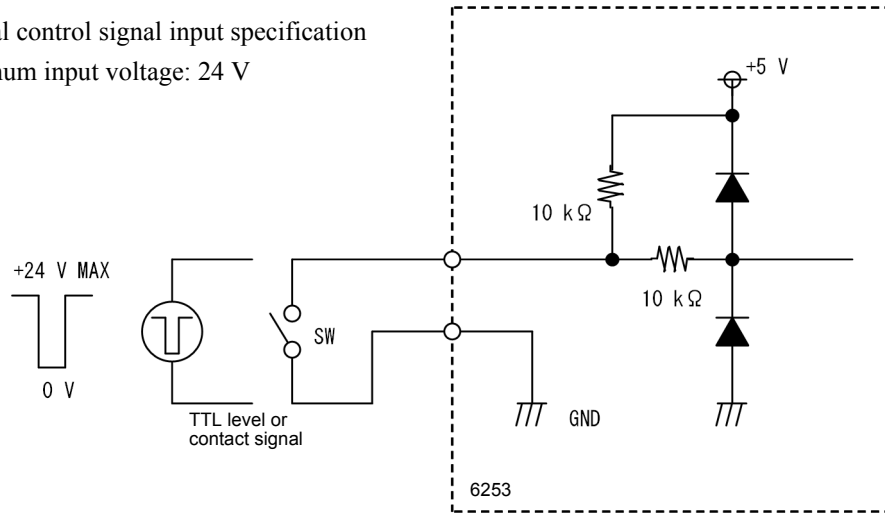 al control signal input specification
num input voltage: 24 V
+5 V
10 kΩ
10 kΩ
+24 V MAX
0 V
SW
TTL level or
contact signal
GND
6253